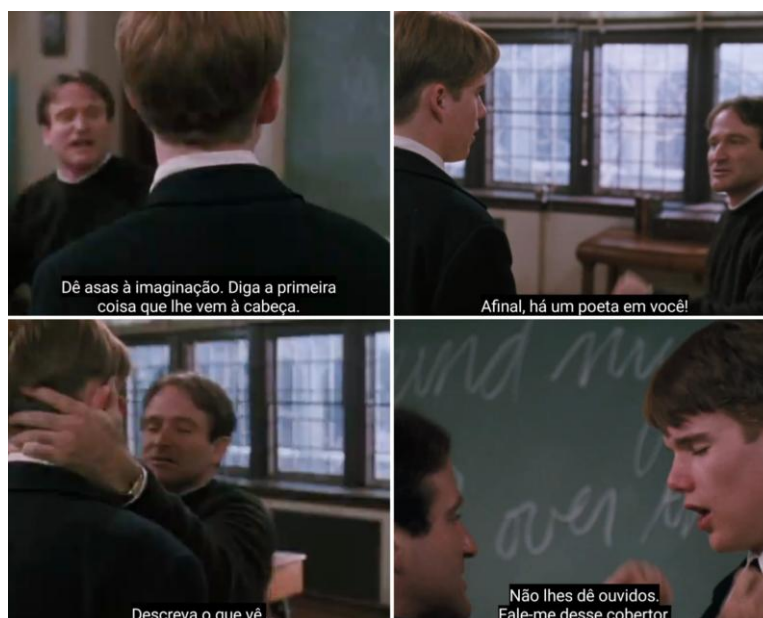 Dê asas à imaginação. Diga a primeira
coisa que lhe vem à cabeça.
Afinal, há um poeta em você!
Descreva o que vê
over
Não lhes dê ouvidos.
Fale-me desse cobertor